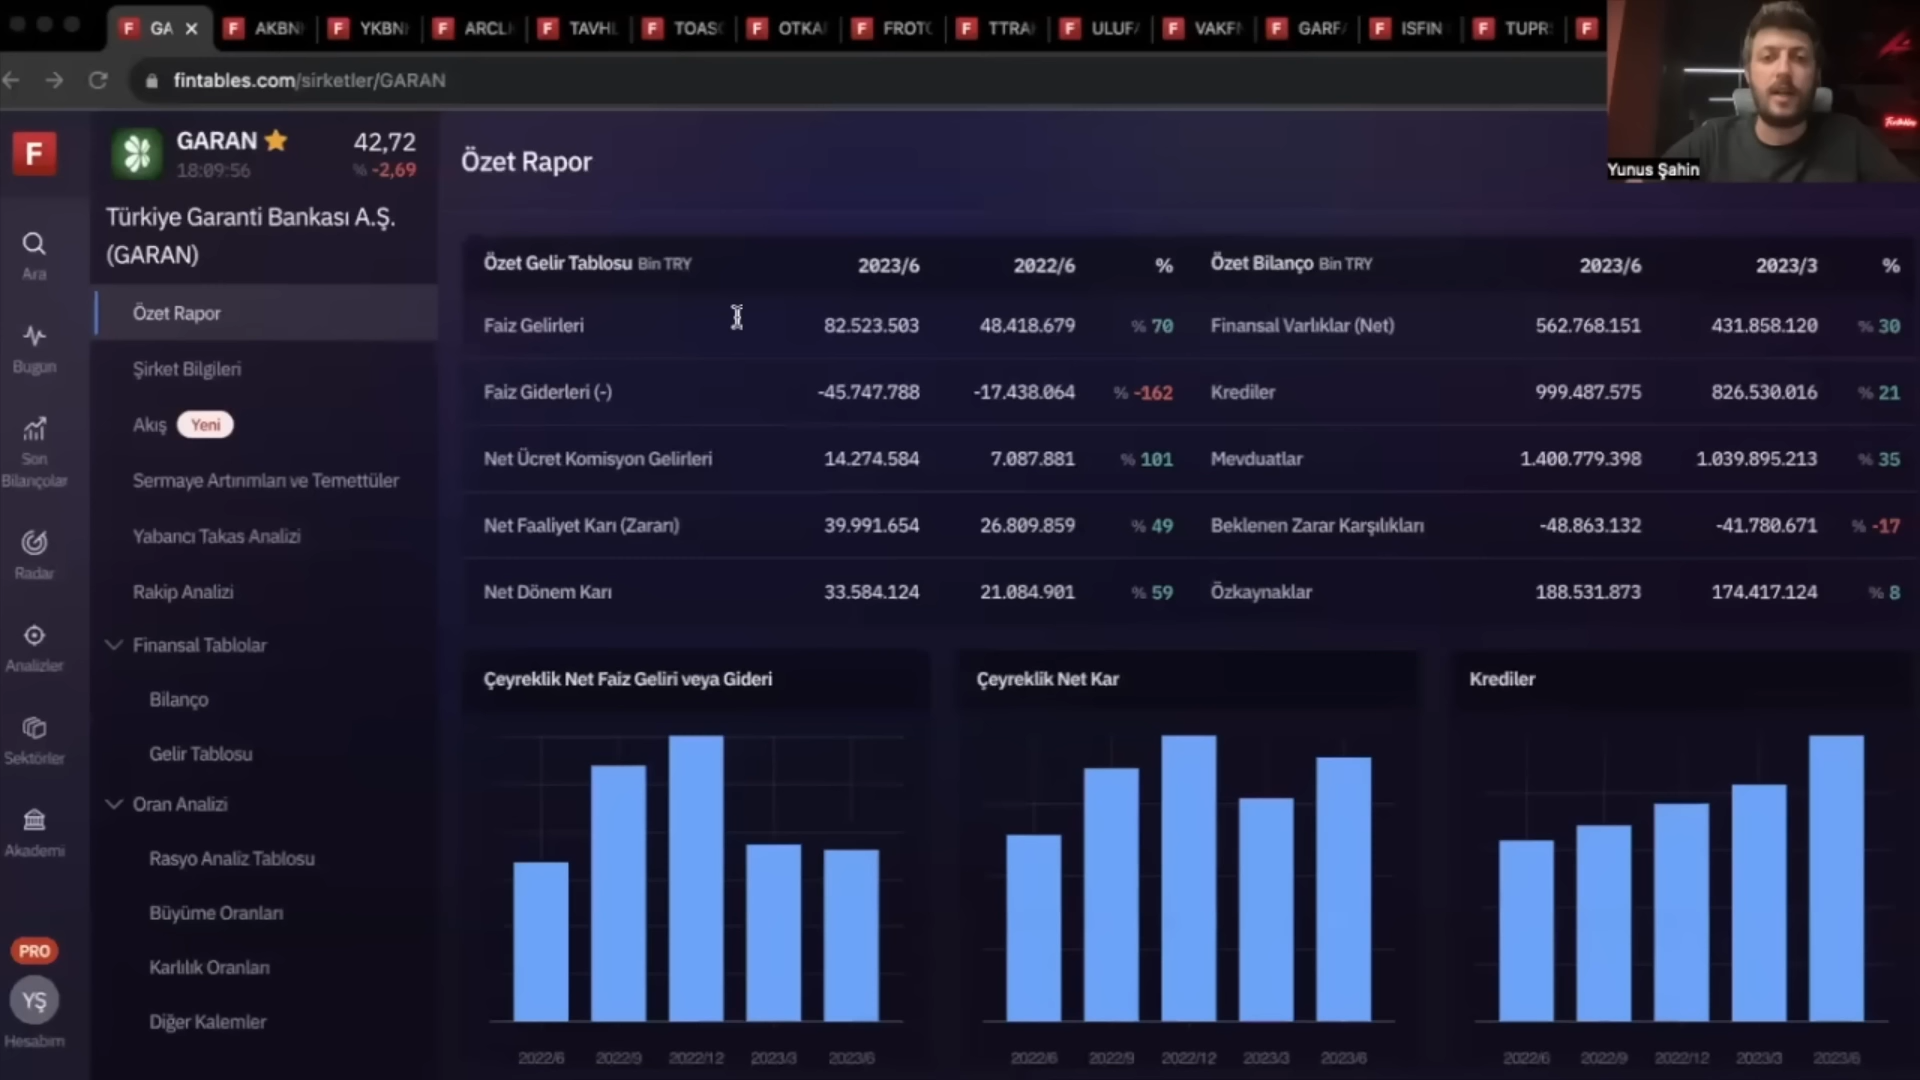 GA
AKBN
YKBN
ARCL
TAVHL
TOAS
OTKA
FROTO
TTRA
ULUFA
VAKFN
GARFA
ISFIN
TUPR
fintables.com/sirketler/GARAN
Yunus Şahin
Fintables
F
GARAN 42,72
18:09:56 % -2,69
Türkiye Garanti Bankası A.Ş.
(GARAN)
Ara
Bugün
Son
Bilançolar
Radar
Analizler
Sektörler
Akademi
PRO
YŞ
Hesabım
Özet Rapor
Şirket Bilgileri
Akış Yeni
Sermaye Artırımları ve Temettüler
Yabancı Takas Analizi
Rakip Analizi
Finansal Tablolar
Bilanço
Gelir Tablosu
Oran Analizi
Rasyo Analiz Tablosu
Büyüme Oranları
Karlılık Oranları
Diğer Kalemler
Özet Rapor
Özet Gelir Tablosu Bin TRY 2023/6 2022/6 %
Faiz Gelirleri 82.523.503 48.418.679 % 70
Faiz Giderleri (-) -45.747.788 -17.438.064 % -162
Net Ücret Komisyon Gelirleri 14.274.584 7.087.881 % 101
Net Faaliyet Karı (Zararı) 39.991.654 26.809.859 % 49
Net Dönem Karı 33.584.124 21.084.901 % 59
Özet Bilanço Bin TRY 2023/6 2023/3 %
Finansal Varlıklar (Net) 562.768.151 431.858.120 % 30
Krediler 999.487.575 826.530.016 % 21
Mevduatlar 1.400.779.398 1.039.895.213 % 35
Beklenen Zarar Karşılıkları -48.863.132 -41.780.671 % -17
Özkaynaklar 188.531.873 174.417.124 % 8
Çeyreklik Net Faiz Geliri veya Gideri
2022/6 2022/9 2022/12 2023/3 2023/6
Çeyreklik Net Kar
2022/6 2022/9 2022/12 2023/3 2023/6
Krediler
2022/6 2022/9 2022/12 2023/3 2023/6